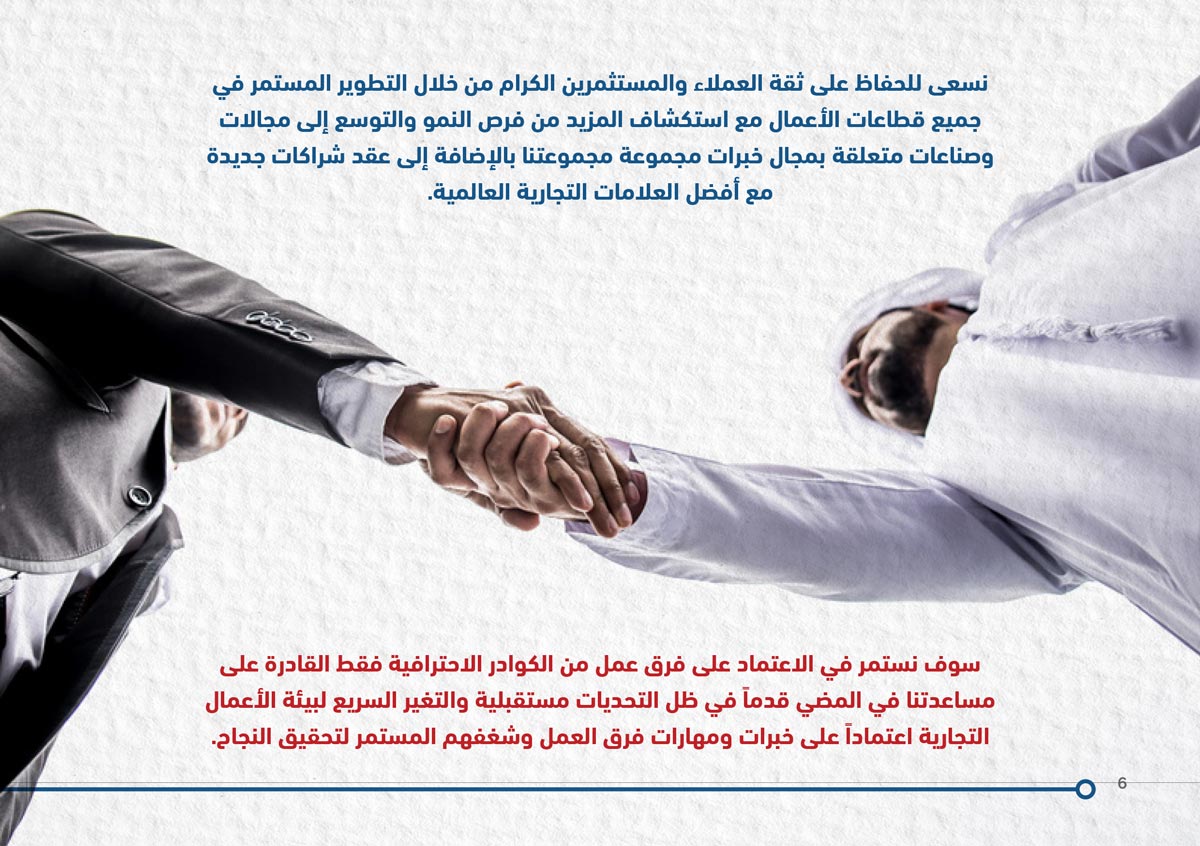 نسعى للحفاظ على ثقة العملاء والمستثمرين الكرام من خلال التطوير المستمر في
جميع قطاعات الأعمال مع استكشاف المزيد من فرص النمو والتوسع إلى مجالات
وصناعات متعلقة بمجال خبرات مجموعة مجموعتنا بالإضافة إلى عقد شراكات جديدة
مع أفضل العلامات التجارية العالمية.
سوف نستمر في الاعتماد على فرق عمل من الكوادر الاحترافية فقط القادرة على
مساعدتنا في المضي قدماً في ظل التحديات مستقبلية والتغير السريع لبيئة الأعمال
التجارية اعتماداً على خبرات ومهارات فرق العمل وشغفهم المستمر لتحقيق النجاح.
6